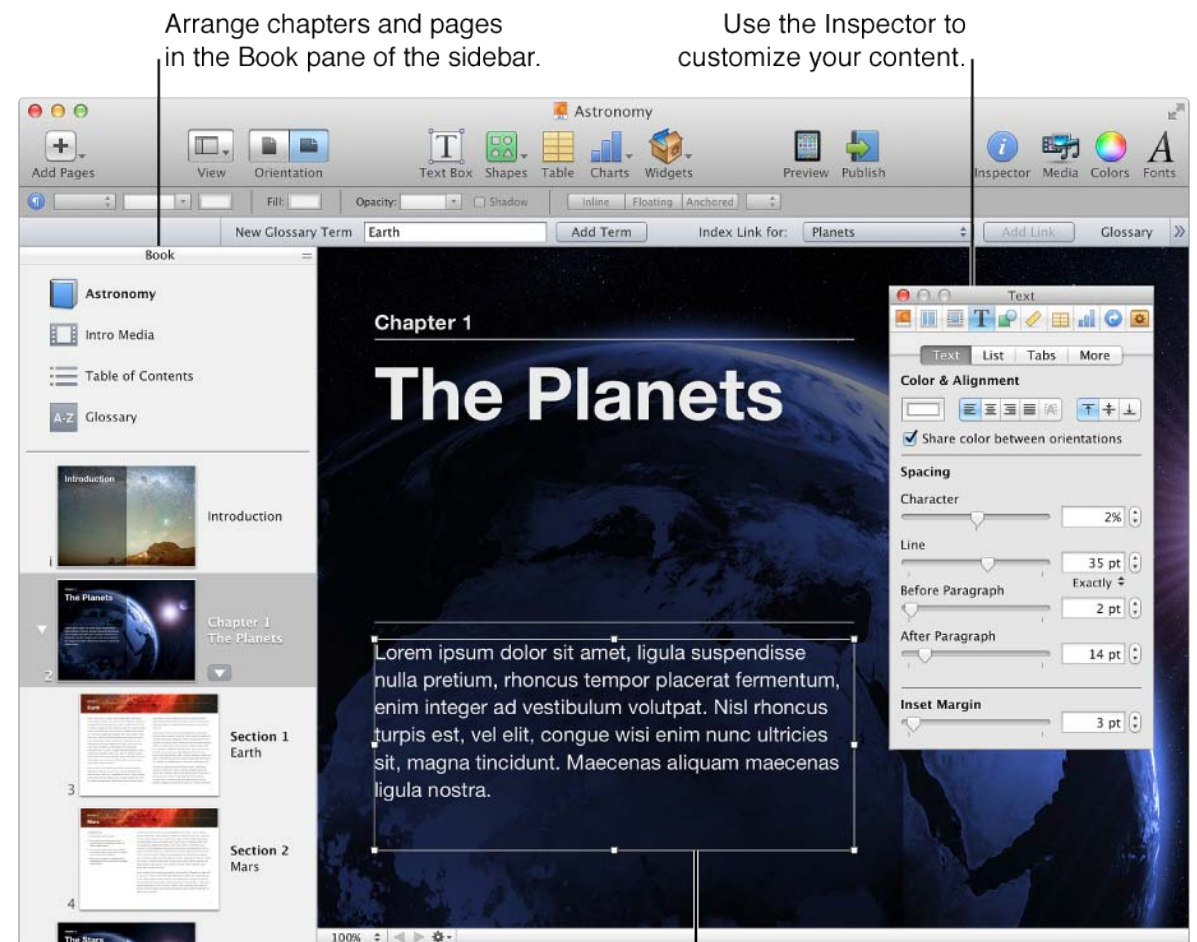 Arrange chapters and pages
in the Book pane of the sidebar.
Use the Inspector to
customize your content.
Astronomy
Add Pages
View
Orientation
T
Text Box
Shapes
Table
Charts
Widgets
Preview
Publish
i
Inspector
Media
Colors
A
Fonts
Fill:
Opacity:
Shadow
Inline
Floating
Anchored
New Glossary Term
Earth
Add Term
Index Link for:
Planets
Add Link
Glossary
Book
Astronomy
Intro Media
Table of Contents
A-Z
Glossary
Introduction
Introduction
i
The Planets
Chapter 1
The Planets
2
Earth
Section 1
Earth
3
Mars
Section 2
Mars
4
The Stars
Chapter 1
The Planets
Lorem ipsum dolor sit amet, ligula suspendisse
nulla pretium, rhoncus tempor placerat fermentum,
enim integer ad vestibulum volutpat. Nisl rhoncus
turpis est, vel elit, congue wisi enim nunc ultricies
sit, magna tincidunt. Maecenas aliquam maecenas
ligula nostra.
100%
Text
T
Text
List
Tabs
More
Color & Alignment
Share color between orientations
Spacing
Character
2%
Line
35 pt
Exactly
Before Paragraph
2 pt
After Paragraph
14 pt
Inset Margin
3 pt